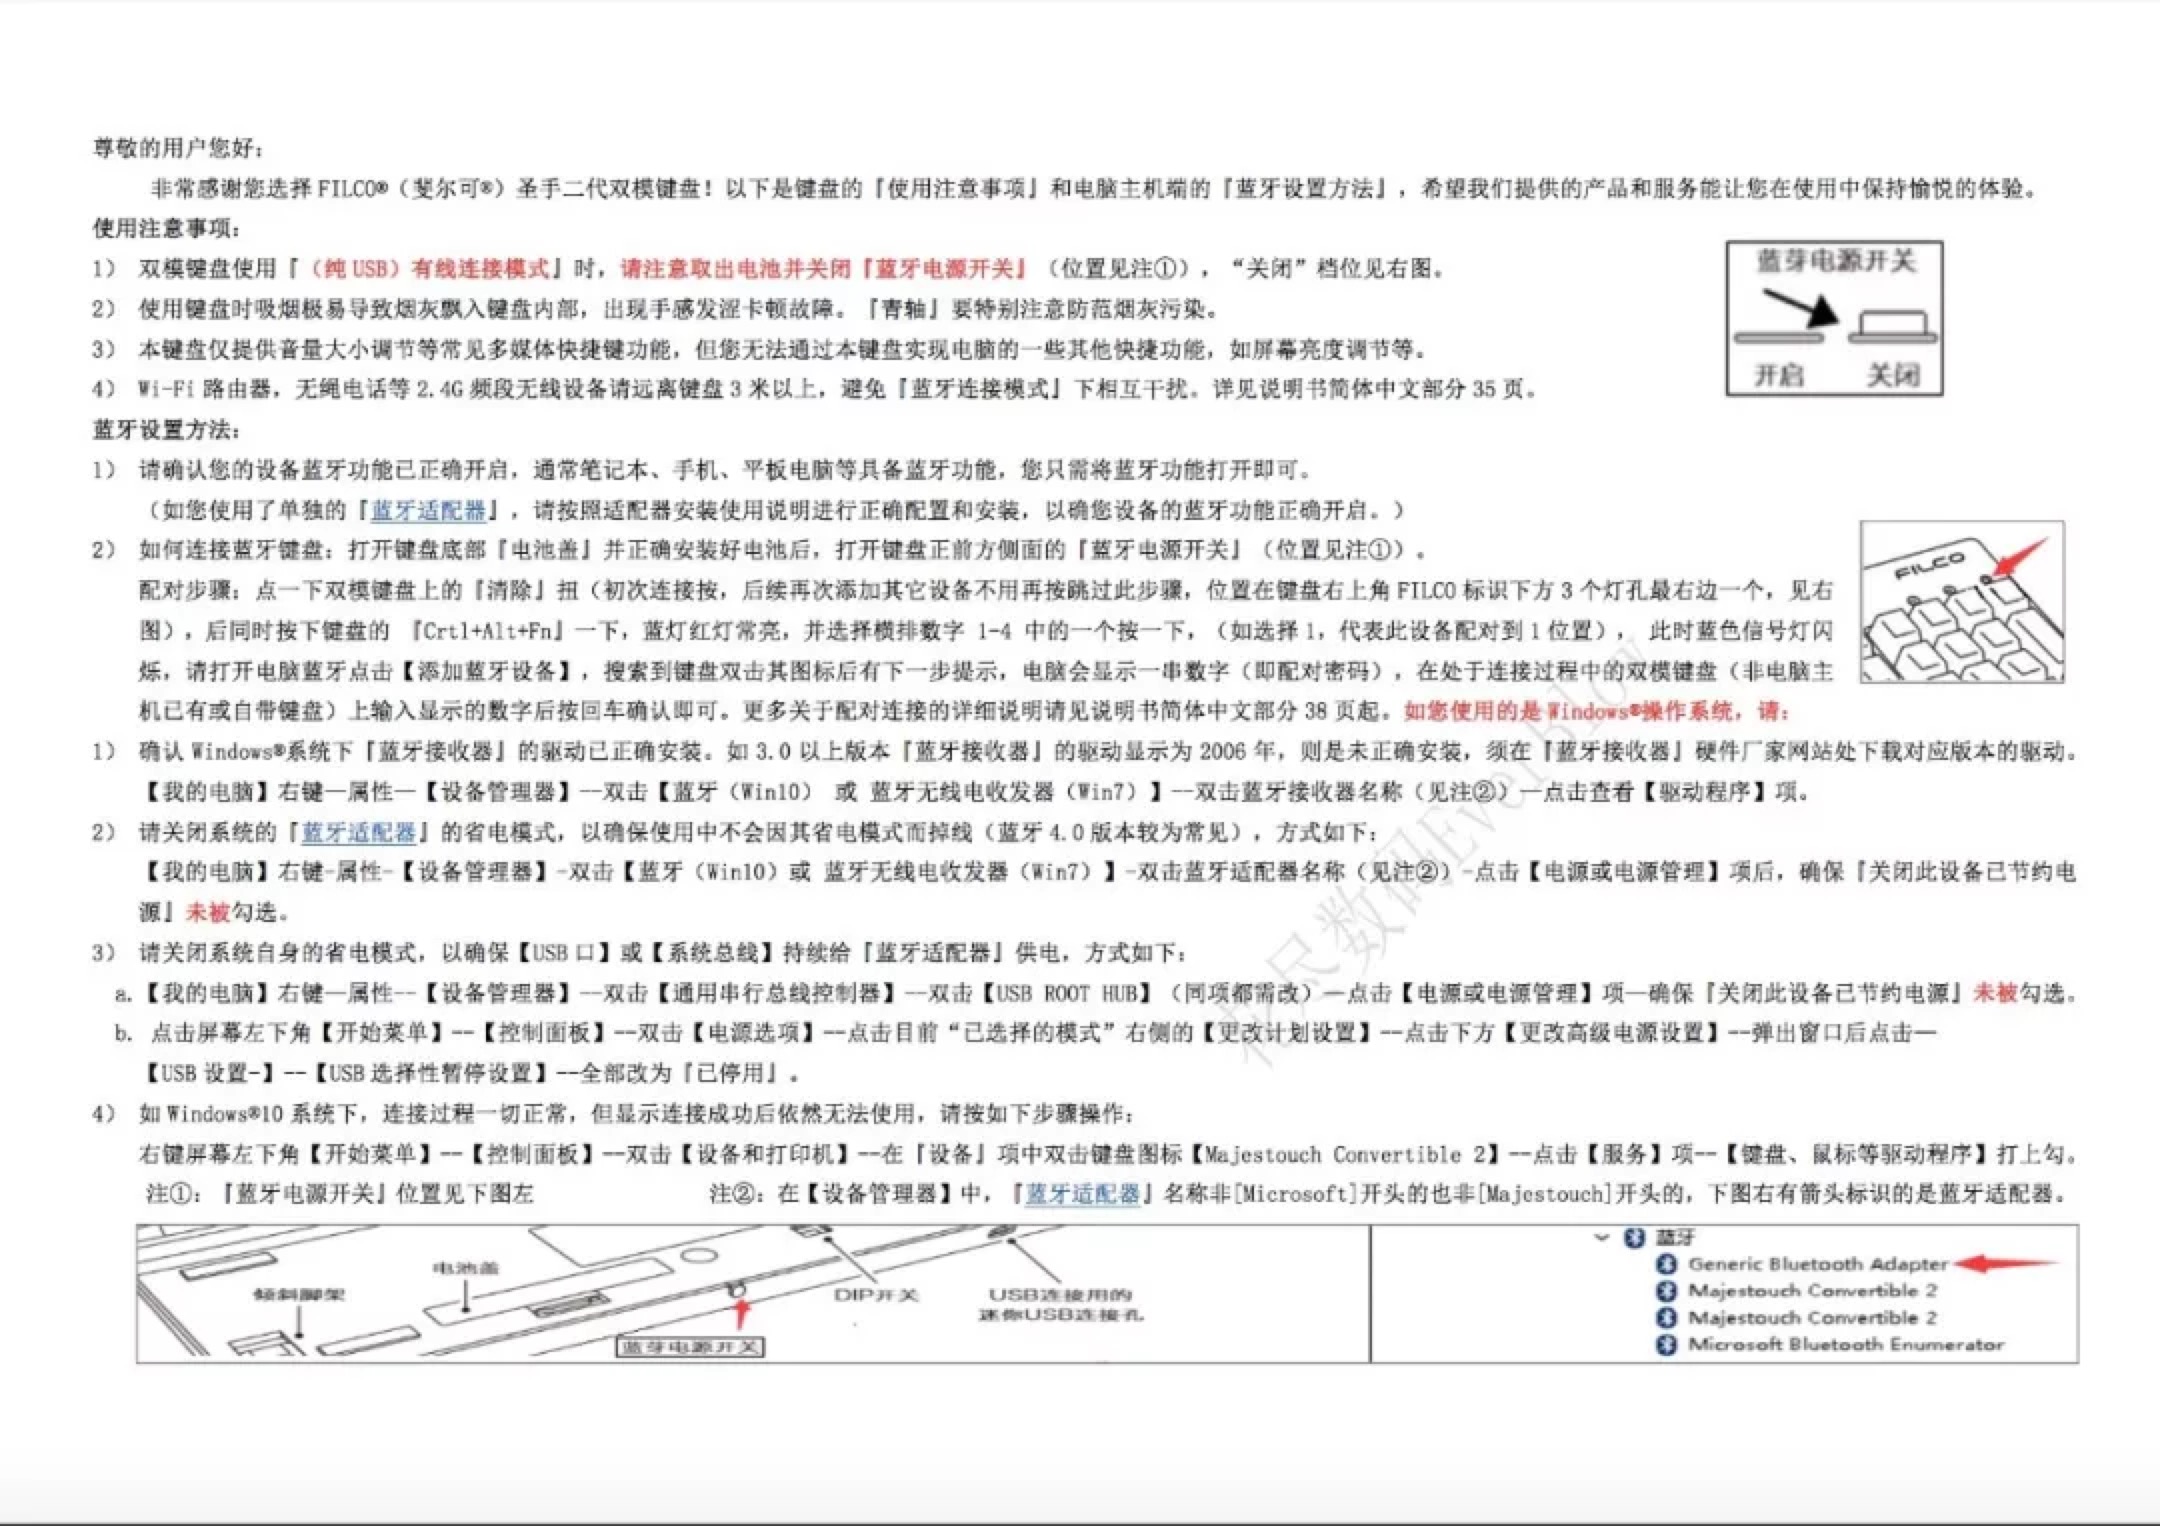 尊敬的用户您好：
非常感谢您选择 FILCO®（斐尔可®）圣手二代双模键盘！以下是键盘的『使用注意事项』和电脑主机端的『蓝牙设置方法』，希望我们提供的产品和服务能让您在使用中保持愉悦的体验。
使用注意事项：
1） 双模键盘使用『（纯 USB）有线连接模式』时，请注意取出电池并关闭『蓝牙电源开关』（位置见注①），“关闭”档位见右图。
2） 使用键盘时吸烟极易导致烟灰飘入键盘内部，出现手感发涩卡顿故障。『青轴』要特别注意防范烟灰污染。
3） 本键盘仅提供音量大小调节等常见多媒体快捷键功能，但您无法通过本键盘实现电脑的一些其他快捷功能，如屏幕亮度调节等。
4） Wi-Fi 路由器，无绳电话等 2.4G 频段无线设备请远离键盘 3 米以上，避免『蓝牙连接模式』下相互干扰。详见说明书简体中文部分 35 页。
蓝芽电源开关
开启 关闭
蓝牙设置方法：
1） 请确认您的设备蓝牙功能已正确开启，通常笔记本、手机、平板电脑等具备蓝牙功能，您只需将蓝牙功能打开即可。
（如您使用了单独的『蓝牙适配器』，请按照适配器安装使用说明进行正确配置和安装，以确您设备的蓝牙功能正确开启。）
2） 如何连接蓝牙键盘：打开键盘底部『电池盖』并正确安装好电池后，打开键盘正前方侧面的『蓝牙电源开关』（位置见注①）。
配对步骤：点一下双模键盘上的『清除』扭（初次连接按，后续再次添加其它设备不用再按跳过此步骤，位置在键盘右上角 FILCO 标识下方 3 个灯孔最右边一个，见右
图），后同时按下键盘的 『Crtl+Alt+Fn』一下，蓝灯红灯常亮，并选择横排数字 1-4 中的一个按一下，（如选择 1，代表此设备配对到 1 位置）， 此时蓝色信号灯闪
烁，请打开电脑蓝牙点击【添加蓝牙设备】，搜索到键盘双击其图标后有下一步提示，电脑会显示一串数字（即配对密码），在处于连接过程中的双模键盘（非电脑主
机已有或自带键盘）上输入显示的数字后按回车确认即可。更多关于配对连接的详细说明请见说明书简体中文部分 38 页起。如您使用的是 Windows®操作系统，请：
FILCO
1） 确认 Windows®系统下『蓝牙接收器』的驱动已正确安装。如 3.0 以上版本『蓝牙接收器』的驱动显示为 2006 年，则是未正确安装，须在『蓝牙接收器』硬件厂家网站处下载对应版本的驱动。
【我的电脑】右键—属性—【设备管理器】--双击【蓝牙（Win10） 或 蓝牙无线电收发器（Win7）】--双击蓝牙接收器名称（见注②）—点击查看【驱动程序】项。
2） 请关闭系统的『蓝牙适配器』的省电模式，以确保使用中不会因其省电模式而掉线（蓝牙 4.0 版本较为常见），方式如下：
【我的电脑】右键-属性-【设备管理器】-双击【蓝牙（Win10）或 蓝牙无线电收发器（Win7）】-双击蓝牙适配器名称（见注②）-点击【电源或电源管理】项后，确保『关闭此设备已节约电
源』未被勾选。
3） 请关闭系统自身的省电模式，以确保【USB 口】或【系统总线】持续给『蓝牙适配器』供电，方式如下：
a.【我的电脑】右键—属性--【设备管理器】--双击【通用串行总线控制器】--双击【USB ROOT HUB】（同项都需改）—点击【电源或电源管理】项—确保『关闭此设备已节约电源』未被勾选。
b. 点击屏幕左下角【开始菜单】--【控制面板】--双击【电源选项】--点击目前“已选择的模式”右侧的【更改计划设置】--点击下方【更改高级电源设置】--弹出窗口后点击—
【USB 设置-】--【USB 选择性暂停设置】--全部改为『已停用』。
4） 如 Windows®10 系统下，连接过程一切正常，但显示连接成功后依然无法使用，请按如下步骤操作：
右键屏幕左下角【开始菜单】--【控制面板】--双击【设备和打印机】--在『设备』项中双击键盘图标【Majestouch Convertible 2】--点击【服务】项--【键盘、鼠标等驱动程序】打上勾。
注①：『蓝牙电源开关』位置见下图左 注②：在【设备管理器】中，『蓝牙适配器』名称非[Microsoft]开头的也非[Majestouch]开头的，下图右有箭头标识的是蓝牙适配器。
倾斜脚架
电池盖
蓝芽电源开关
DIP开关
USB连接用的
迷你USB连接孔
蓝牙
Generic Bluetooth Adapter
Majestouch Convertible 2
Majestouch Convertible 2
Microsoft Bluetooth Enumerator